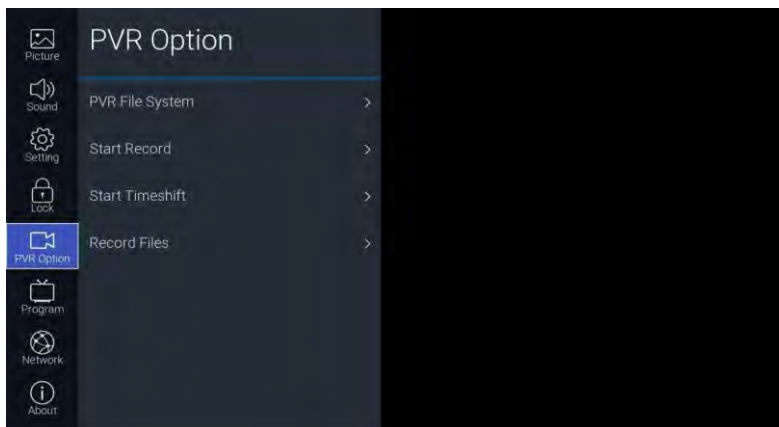 Picture
Sound
Setting
Lock
PVR Option
Program
Network
About
PVR Option
PVR File System
Start Record
Start Timeshift
Record Files